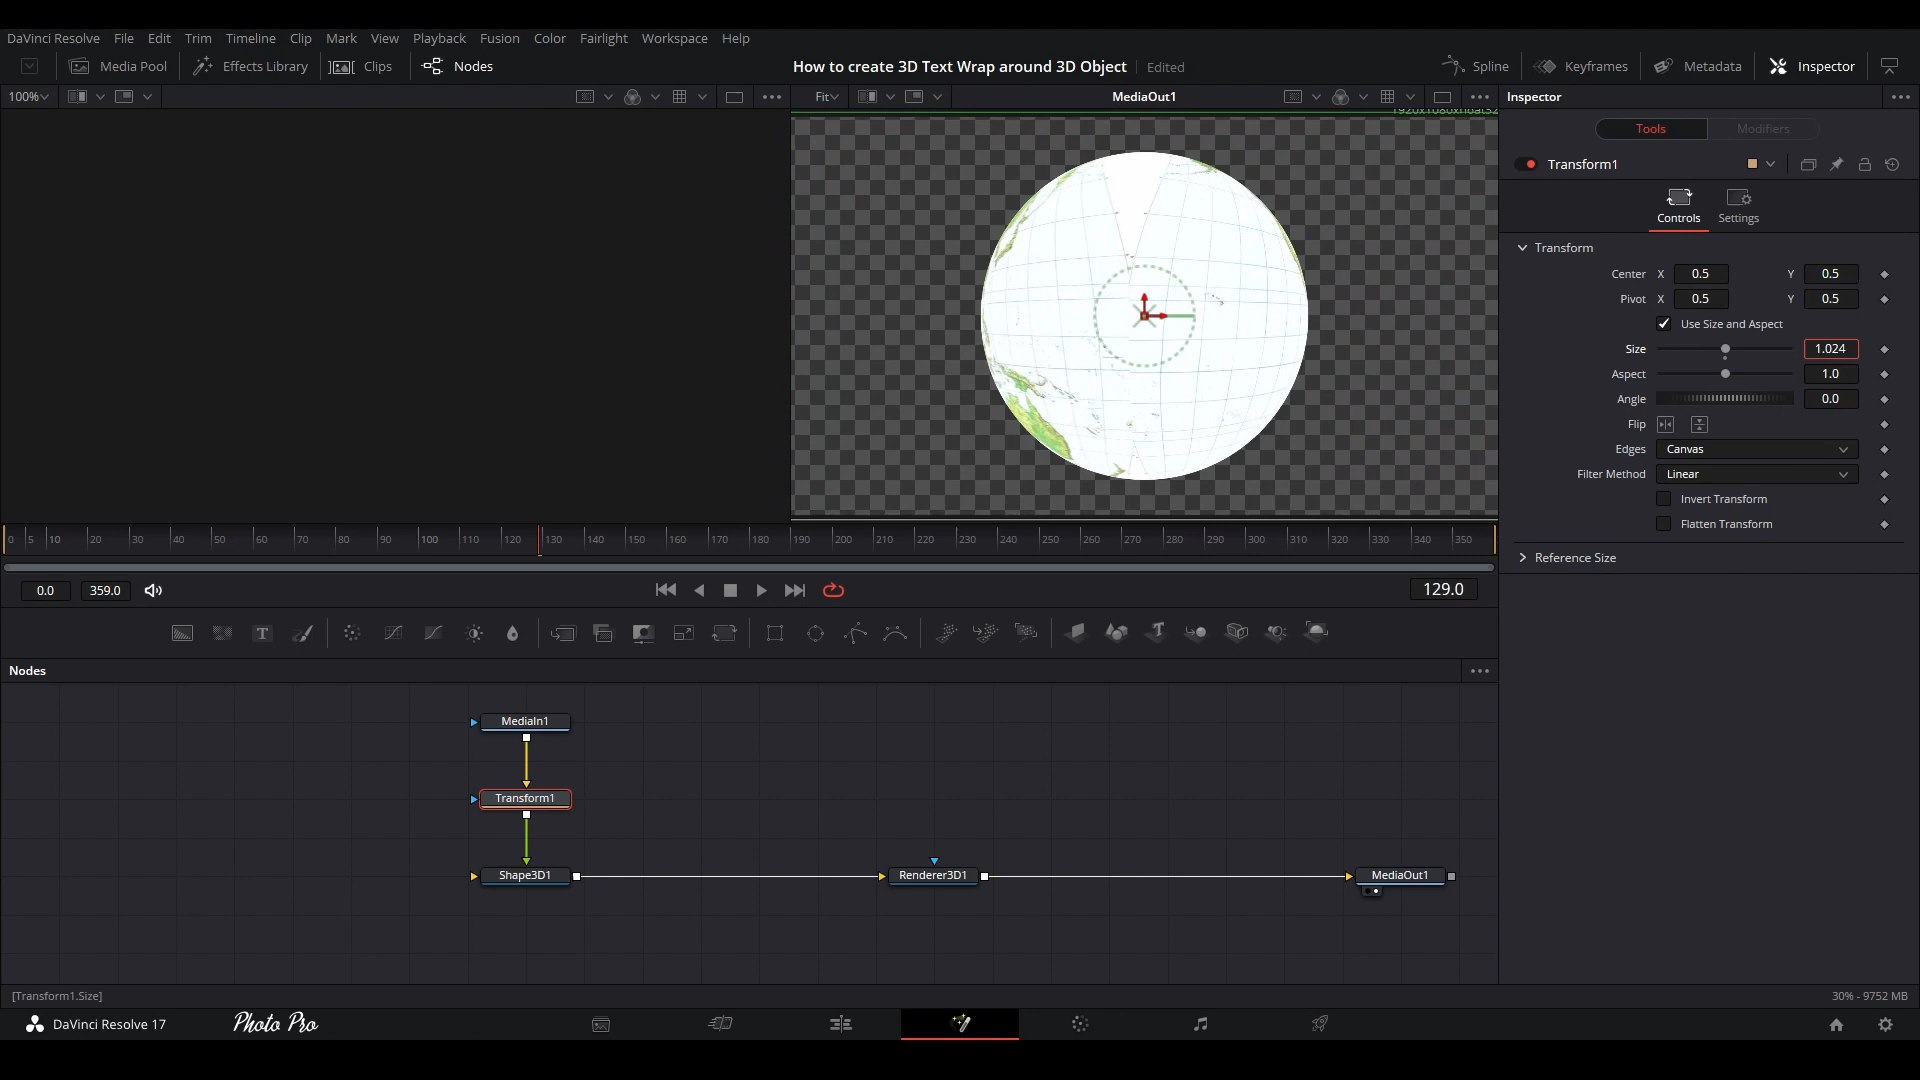 DaVinci Resolve File Edit Trim Timeline Clip Mark View Playback Fusion Color Fairlight Workspace Help
Media Pool Effects Library Clips Nodes How to create 3D Text Wrap around 3D Object Edited Spline Keyframes Metadata Inspector
100% Fit MediaOut1 Inspector
Tools Modifiers
Transform1
Controls Settings
Transform
Center X 0.5 Y 0.5
Pivot X 0.5 Y 0.5
Use Size and Aspect
Size 1.024
Aspect 1.0
Angle 0.0
Flip
Edges Canvas
Filter Method Linear
Invert Transform
Flatten Transform
Reference Size
0 5 10 20 30 40 50 60 70 80 90 100 110 120 130 140 150 160 170 180 190 200 210 220 230 240 250 260 270 280 290 300 310 320 330 340 350
0.0 359.0 129.0
T
Nodes
MediaIn1
Transform1
Shape3D1 Renderer3D1 MediaOut1
[Transform1.Size] 30% - 9752 MB
DaVinci Resolve 17 Photo Pro